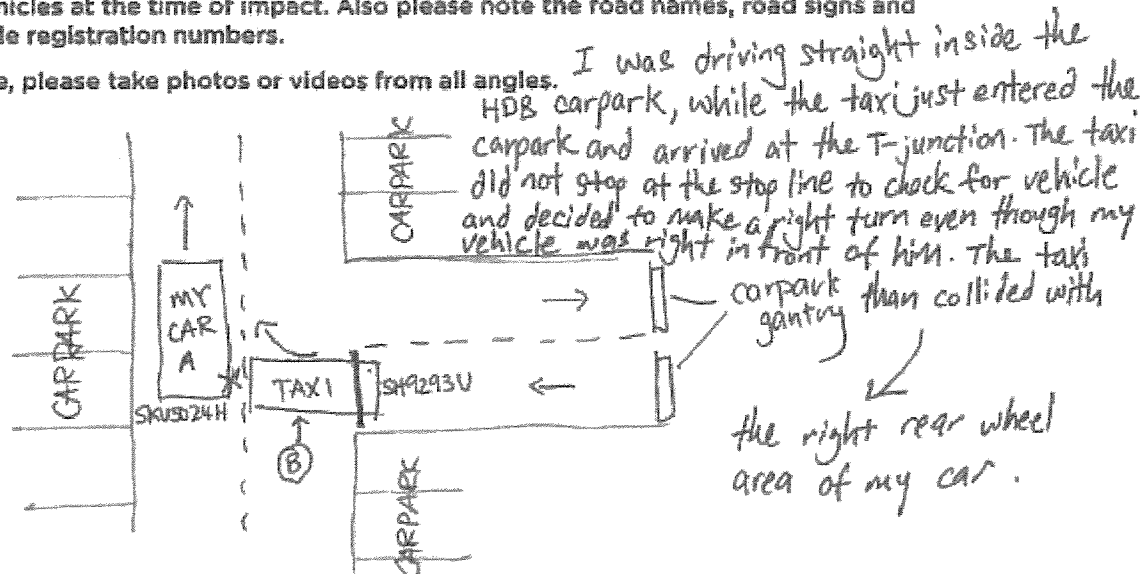 hicles at the time of impact. Also please note the road names, road signs and
le registration numbers.
e, please take photos or videos from all angles.
I was driving straight inside the
HDB carpark, while the taxi just entered the
carpark and arrived at the T-junction. The taxi
did not stop at the stop line to check for vehicle
and decided to make a right turn even though my
vehicle was right in front of him. The taxi
than collided with
the right rear wheel
area of my car.
carpark
gantry
CARPARK
CARPARK
MY
CAR
A
TAXI
SH9293U
B
CARPARK